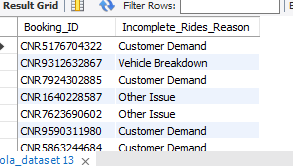 Result Grid Filter Rows: E
Booking_ID Incomplete_Rides_Reason
CNR5176704322 Customer Demand
CNR9312632867 Vehicle Breakdown
CNR7924302885 Customer Demand
CNR1640228587 Other Issue
CNR7623690602 Other Issue
CNR9590311980 Customer Demand
CNR5863244684 Customer Demand
ola_dataset 13